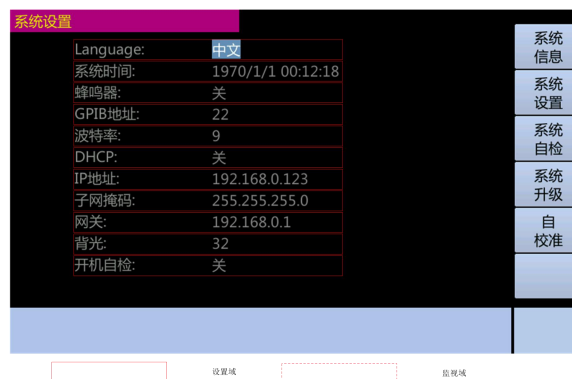 系统设置
Language: 中文
系统时间: 1970/1/1 00:12:18
蜂鸣器: 关
GPIB地址: 22
波特率: 9
DHCP: 关
IP地址: 192.168.0.123
子网掩码: 255.255.255.0
网关: 192.168.0.1
背光: 32
开机自检: 关
系统
信息
系统
设置
系统
自检
系统
升级
自
校准
设置域 监视域